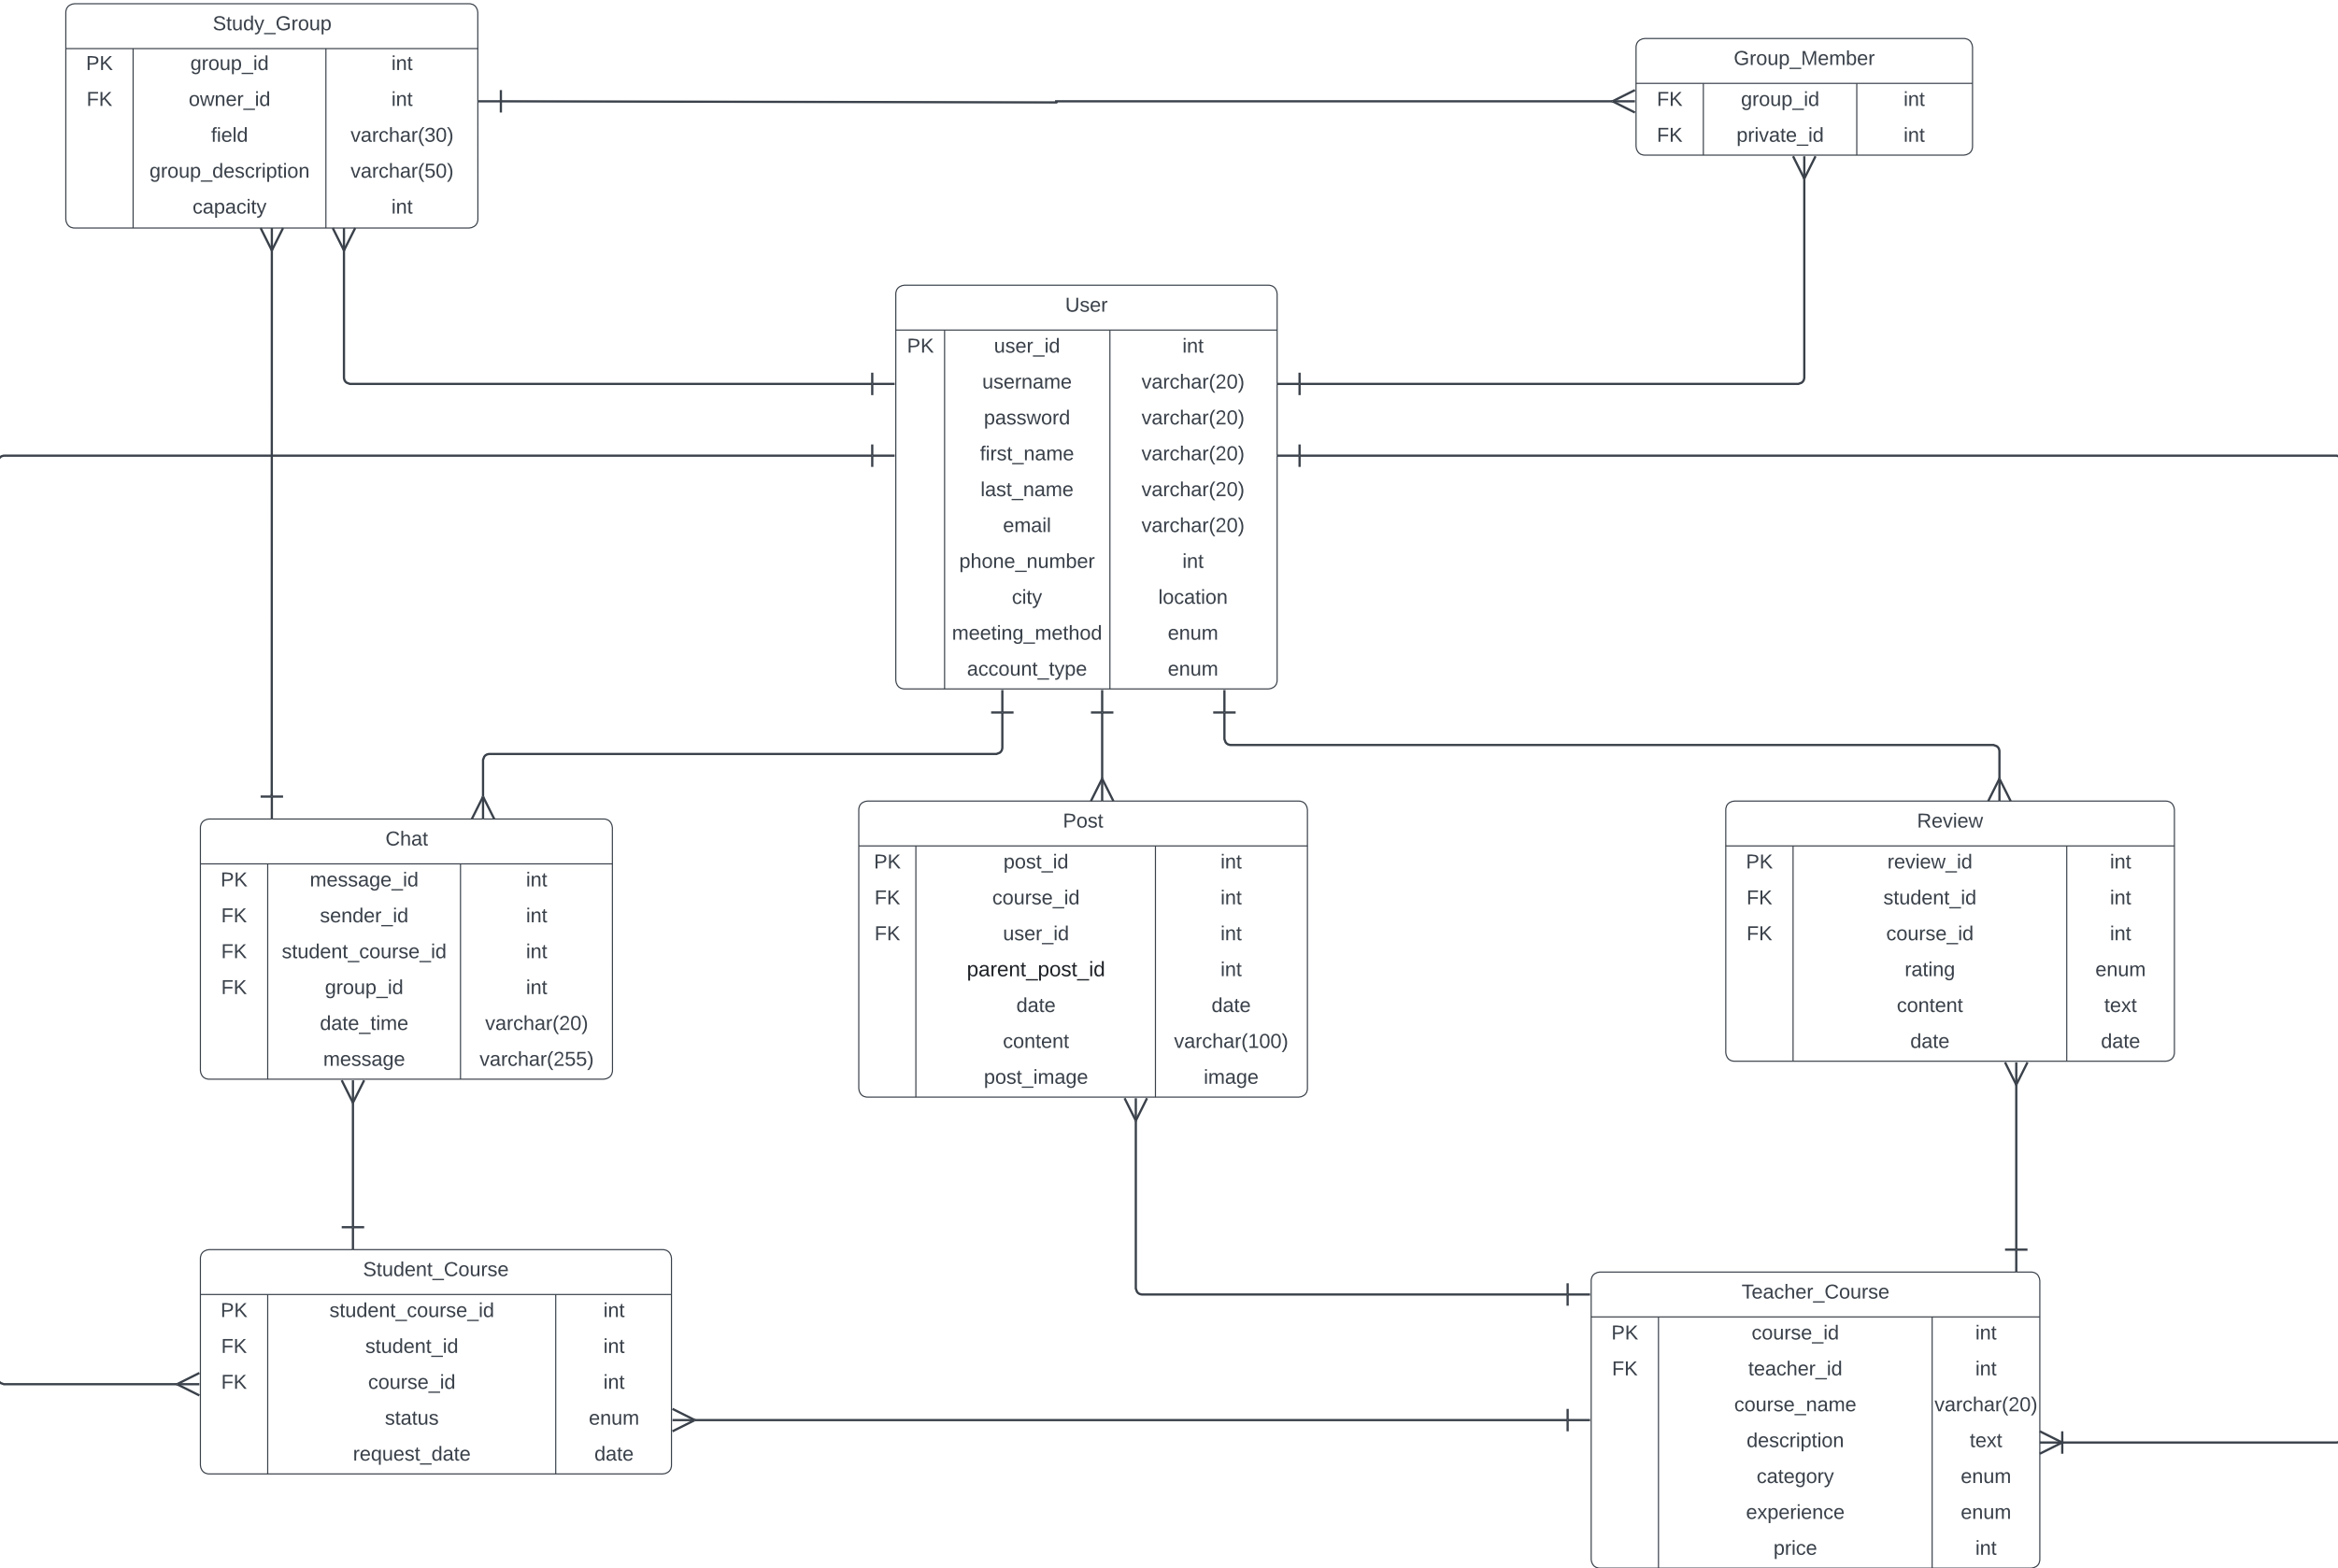 Study_Group
PK group_id int
FK owner_id int
field varchar(30)
group_description varchar(50)
capacity int
Group_Member
FK group_id int
FK private_id int
User
PK user_id int
username varchar(20)
password varchar(20)
first_name varchar(20)
last_name varchar(20)
email varchar(20)
phone_number int
city location
meeting_method enum
account_type enum
Chat
PK message_id int
FK sender_id int
FK student_course_id int
FK group_id int
date_time varchar(20)
message varchar(255)
Post
PK post_id int
FK course_id int
FK user_id int
parent_post_id int
date date
content varchar(100)
post_image image
Review
PK review_id int
FK student_id int
FK course_id int
rating enum
content text
date date
Student_Course
PK student_course_id int
FK student_id int
FK course_id int
status enum
request_date date
Teacher_Course
PK course_id int
FK teacher_id int
course_name varchar(20)
description text
category enum
experience enum
price int